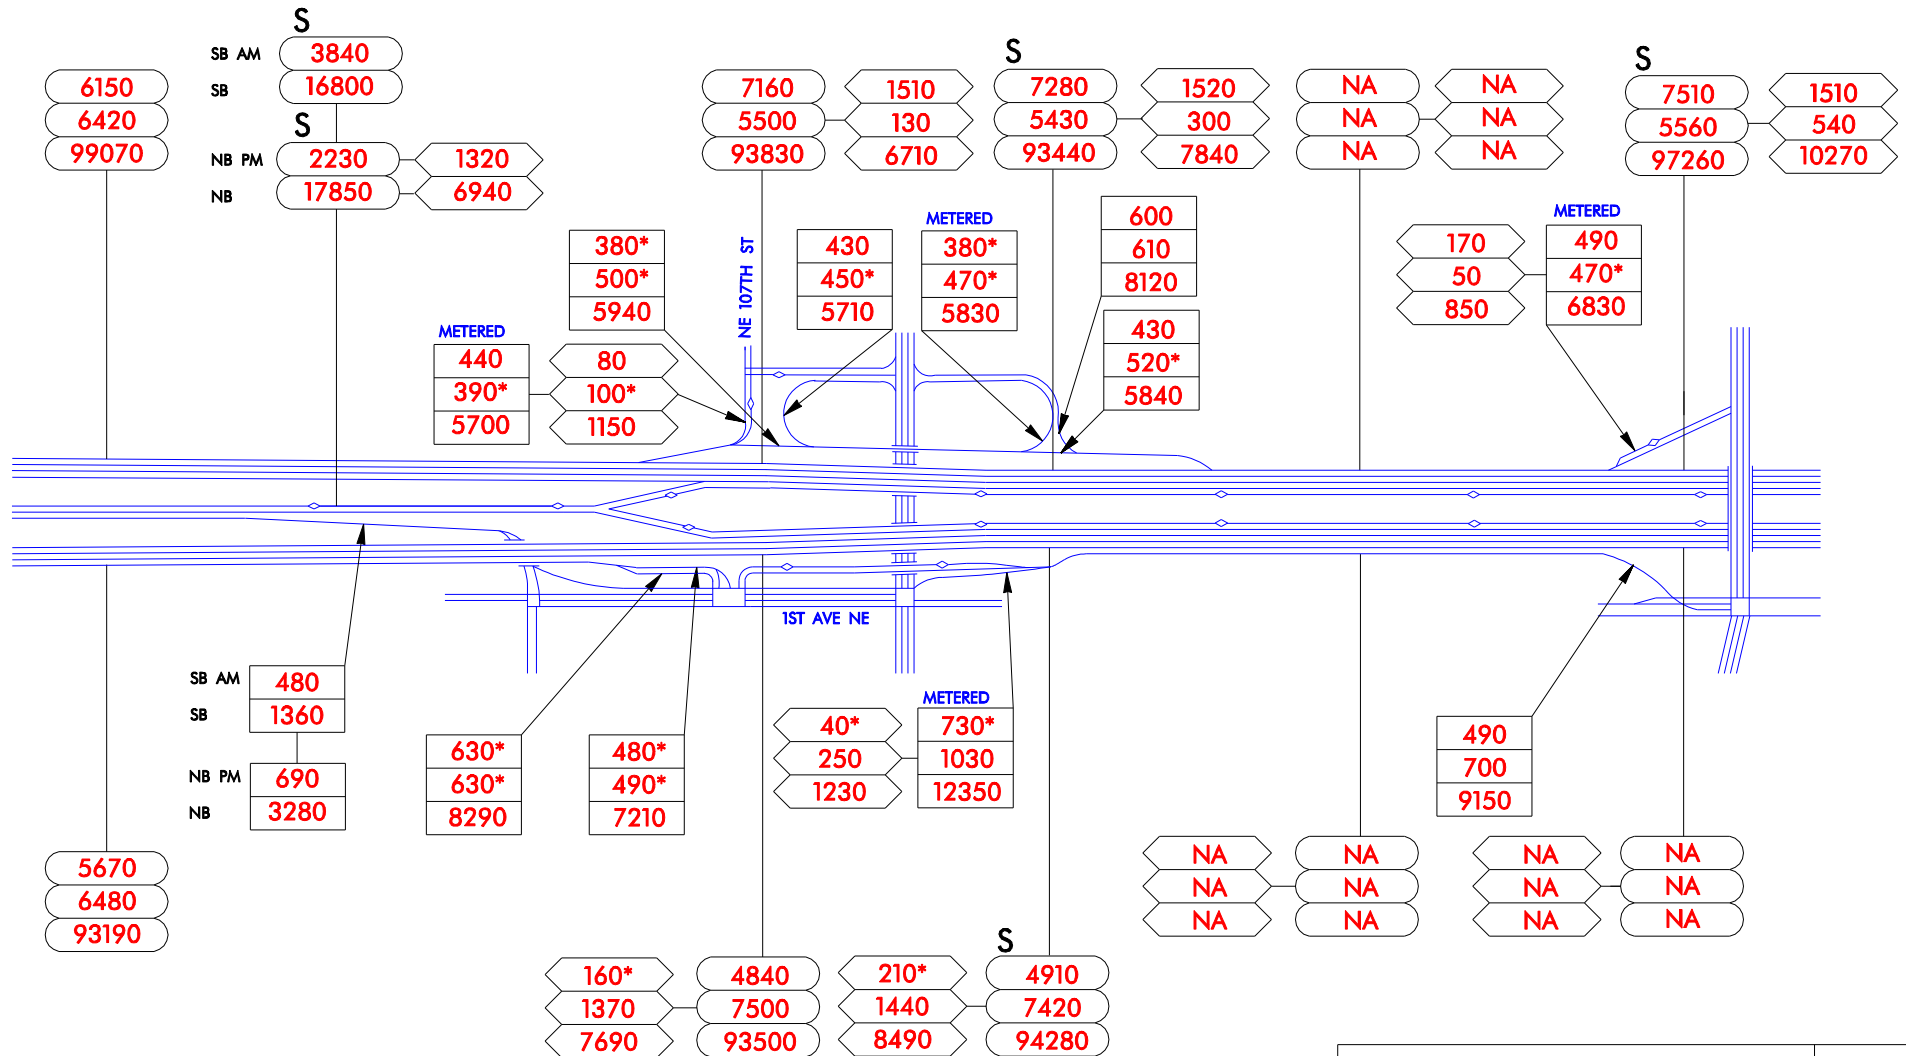 S
SB AM 3840
SB 16800
S
NB PM 2230 1320
NB 17850 6940
6150
6420
99070
7160 1510
5500 130
93830 6710
S
7280 1520
5430 300
93440 7840
NA NA
NA NA
NA NA
S
7510 1510
5560 540
97260 10270
METERED
440 80
390* 100*
5700 1150
380*
500*
5940
NE 107TH ST
430
450*
5710
METERED
380*
470*
5830
600
610
8120
430
520*
5840
METERED
170 490
50 470*
850 6830
1ST AVE NE
SB AM 480
SB 1360
NB PM 690
NB 3280
630*
630*
8290
480*
490*
7210
METERED
40* 730*
250 1030
1230 12350
490
700
9150
5670
6480
93190
160* 4840
1370 7500
7690 93500
S
210* 4910
1440 7420
8490 94280
NA NA
NA NA
NA NA
NA NA
NA NA
NA NA